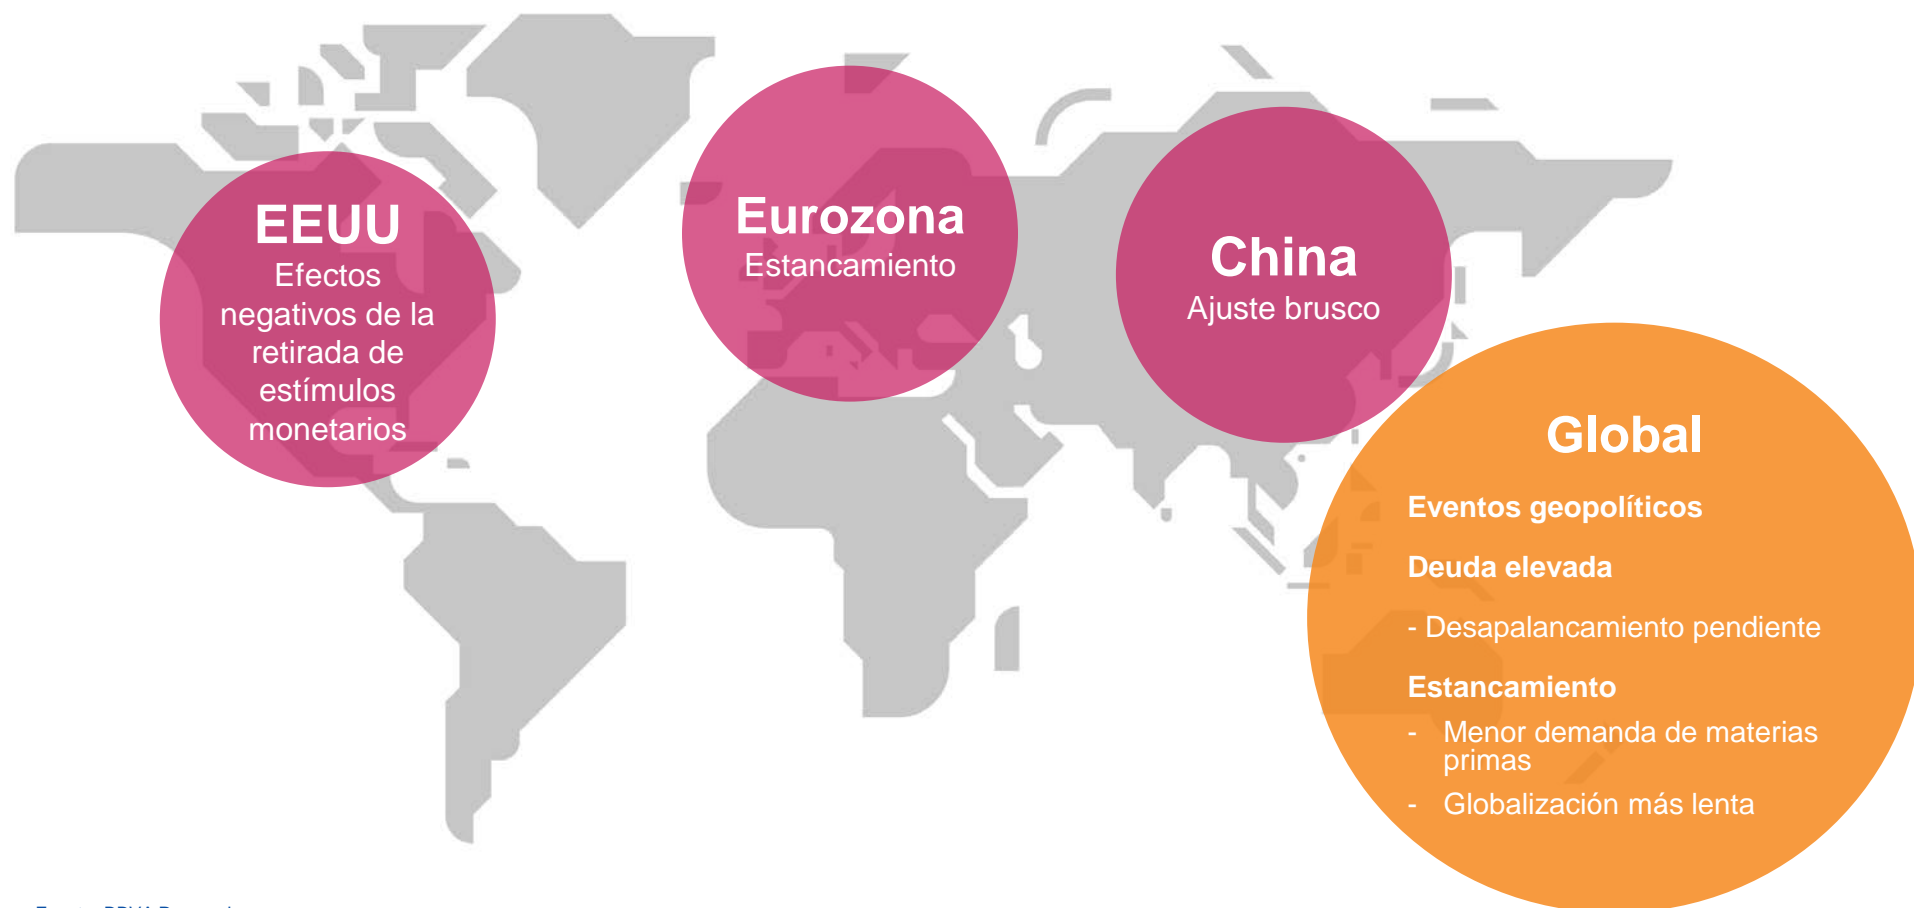 EEUU
Efectos
negativos de la
retirada de
estímulos
monetarios
Eurozona
Estancamiento
China
Ajuste brusco
Global
Eventos geopolíticos
Deuda elevada
- Desapalancamiento pendiente
Estancamiento
- Menor demanda de materias
primas
- Globalización más lenta